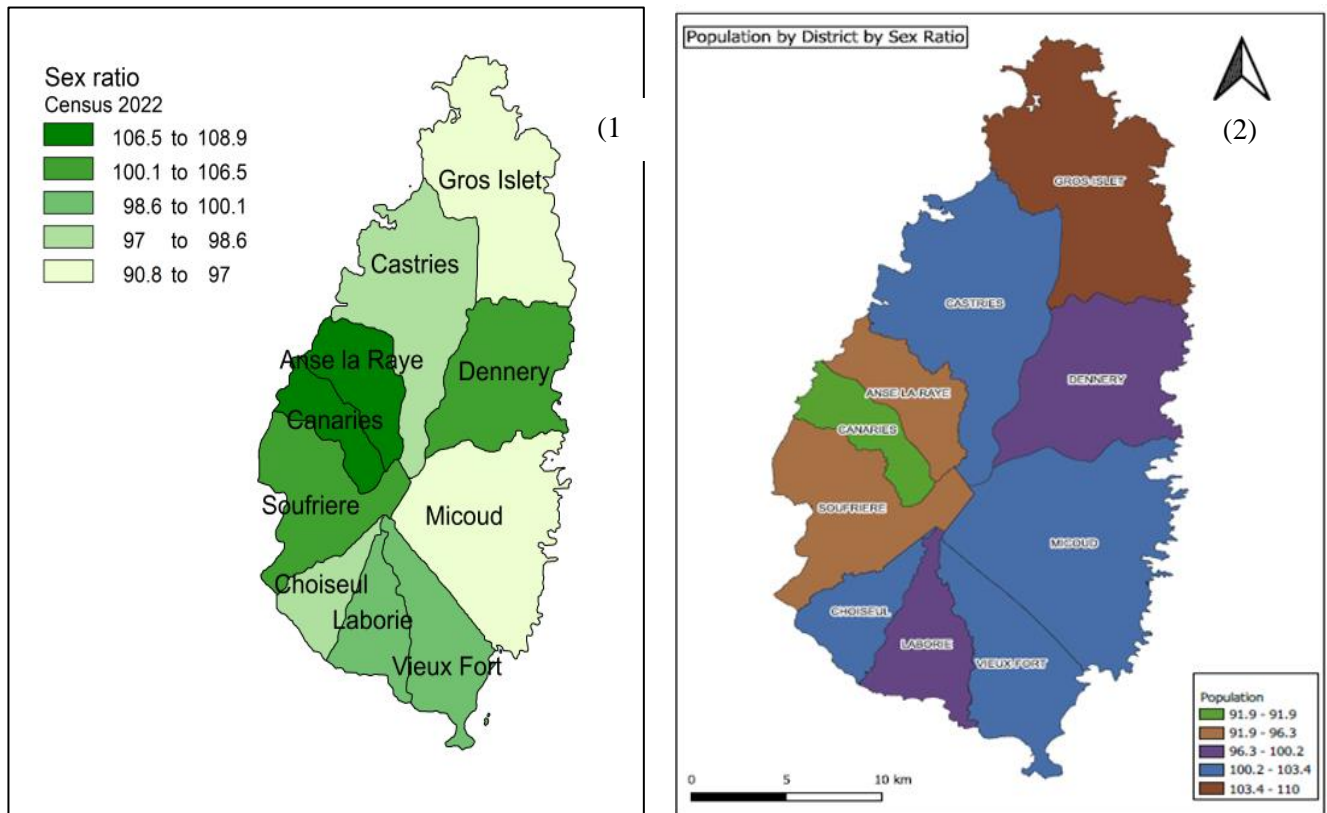 Sex ratio
Census 2022
106.5 to 108.9
100.1 to 106.5
98.6 to 100.1
97 to 98.6
90.8 to 97
(1
Gros Islet
Castries
Anse la Raye
Dennery
Canaries
Soufriere
Micoud
Choiseul
Laborie
Vieux Fort
Population by District by Sex Ratio
(2)
GROS ISLET
CASTRIES
DENNERY
ANSE LA RAYE
CANARIES
SOUFRIERE
MICOUD
CHOISEUL
LABORIE
VIEUX FORT
Population
91.9 - 91.9
91.9 - 96.3
96.3 - 100.2
100.2 - 103.4
103.4 - 110
0 5 10 km